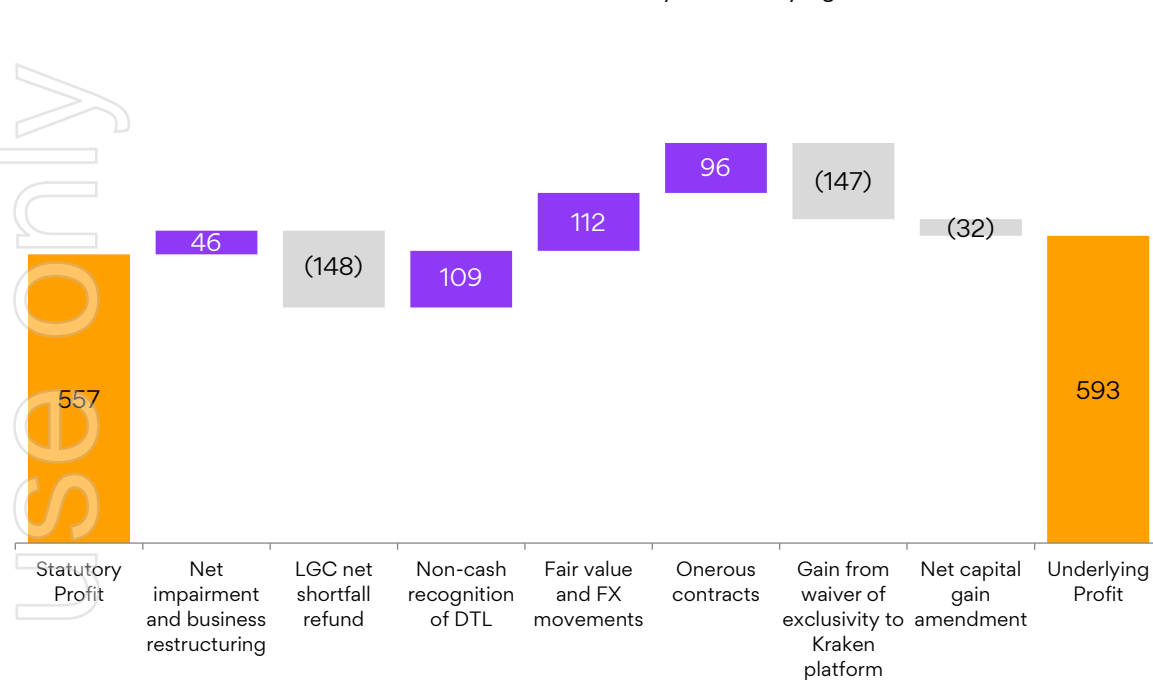 use only
96
(147)
112
46
(32)
(148)
109
557
593
Statutory
Profit
Net
impairment
and business
restructuring
LGC net
shortfall
refund
Non-cash
recognition
of DTL
Fair value
and FX
movements
Onerous
contracts
Gain from
waiver of
exclusivity to
Kraken
platform
Net capital
gain
amendment
Underlying
Profit